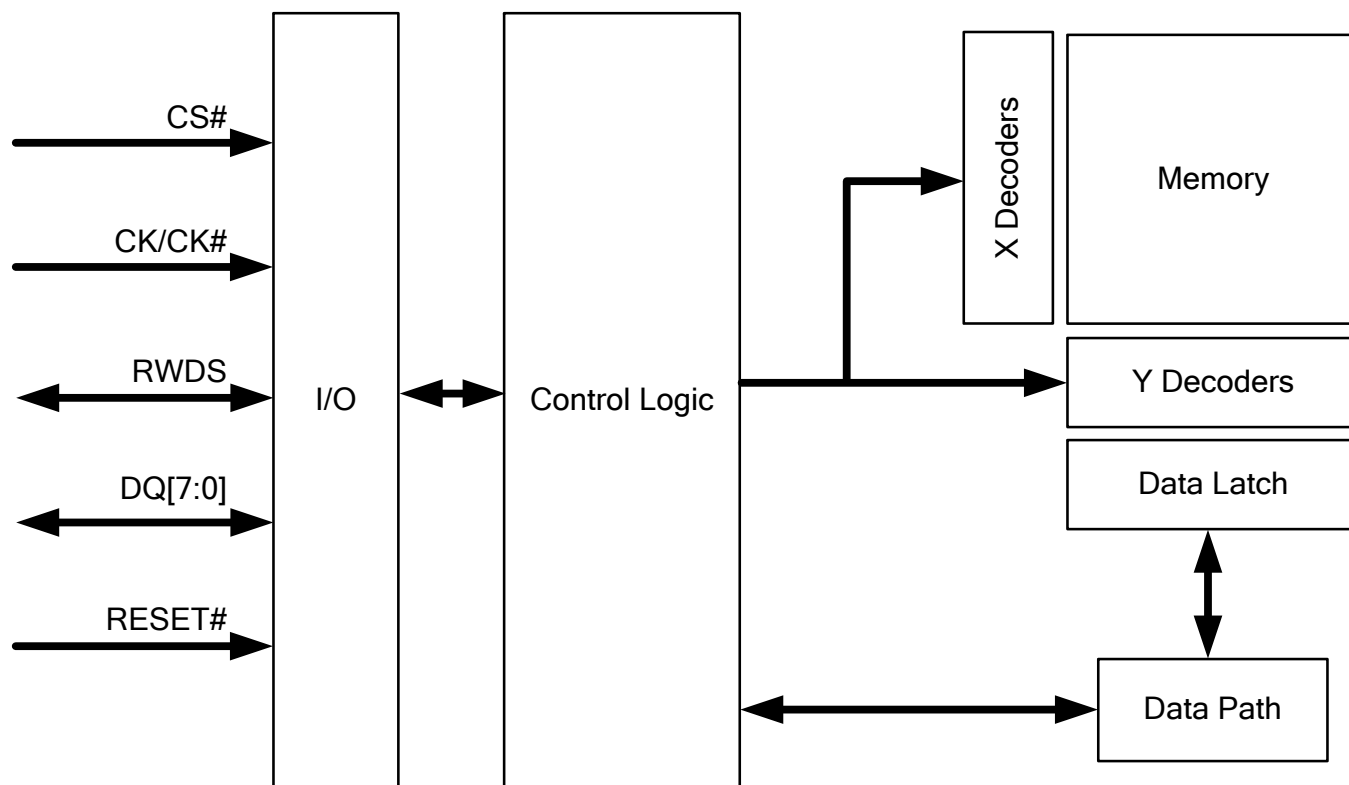 CS#
CK/CK#
RWDS
DQ[7:0]
RESET#
I/O
Control Logic
X Decoders
Memory
Y Decoders
Data Latch
Data Path